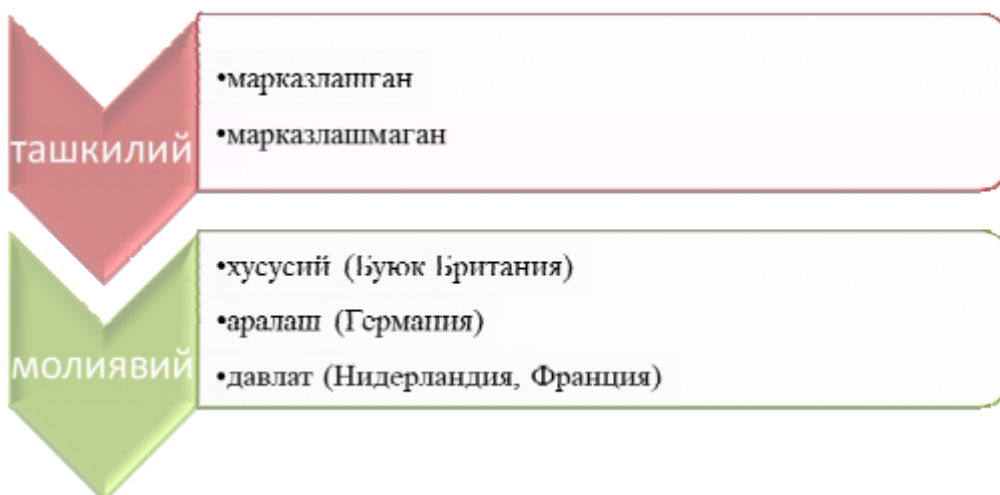 ташкилий
•марказлашган
•марказлашмаган
молиявий
•хусусий (Буюк Британия)
•аралаш (Германия)
•давлат (Нидерландия, Франция)